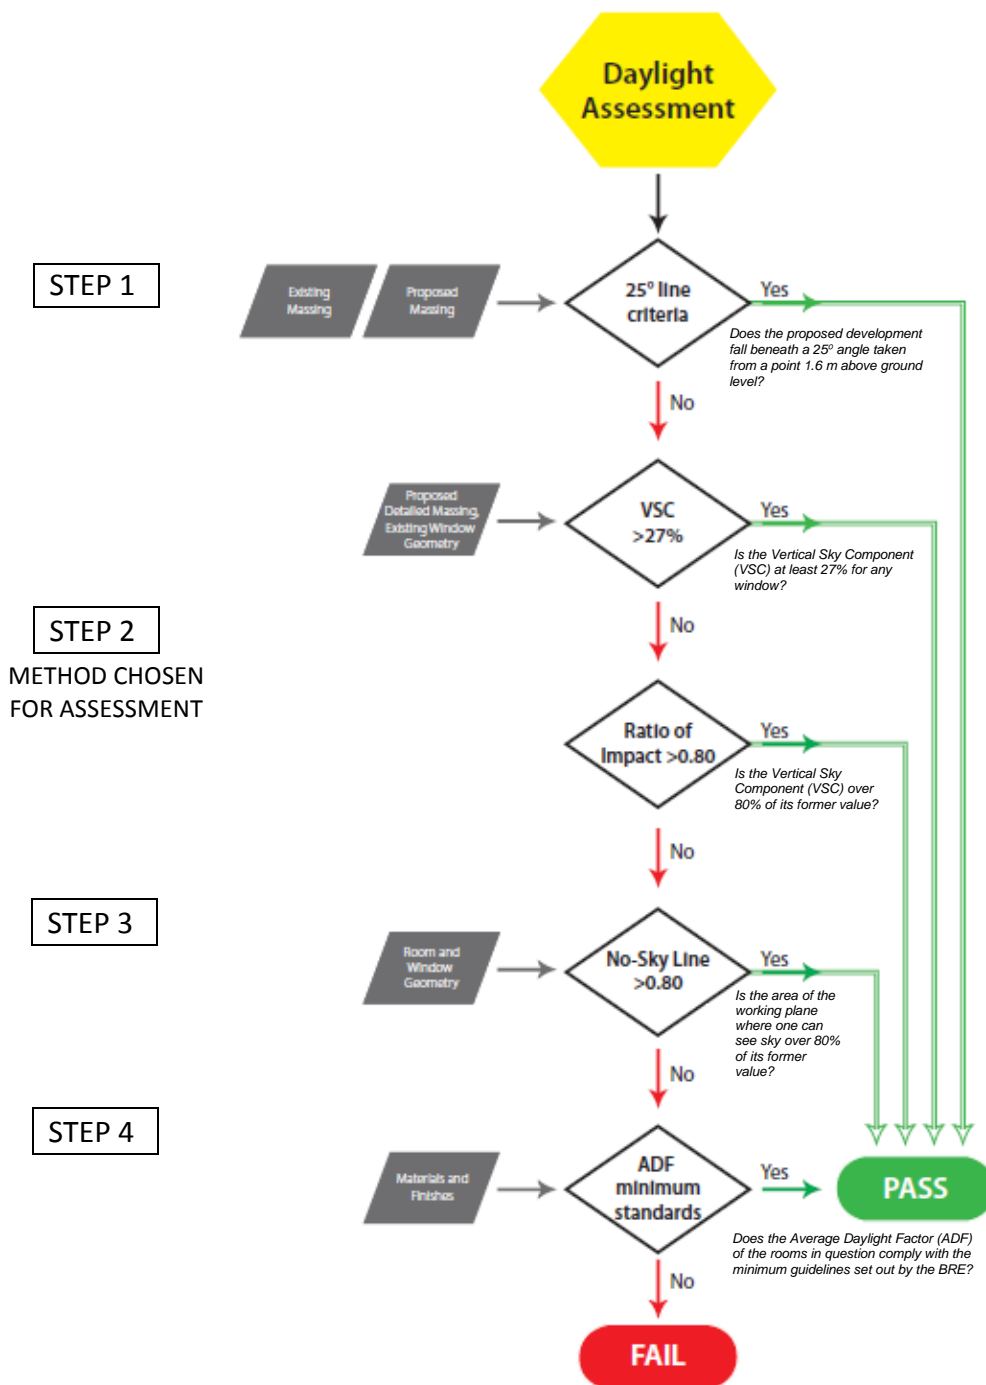 Daylight
Assessment
STEP 1
Existing
Massing
Proposed
Massing
25º line
criteria
Yes
Does the proposed development
fall beneath a 25º angle taken
from a point 1.6 m above ground
level?
No
Proposed
Detailed Massing,
Existing Window
Geometry
VSC
>27%
Yes
Is the Vertical Sky Component
(VSC) at least 27% for any
window?
No
STEP 2
METHOD CHOSEN
FOR ASSESSMENT
Ratio of
Impact >0.80
Yes
Is the Vertical Sky
Component (VSC) over
80% of its former value?
No
STEP 3
Room and
Window
Geometry
No-Sky Line
>0.80
Yes
Is the area of the
working plane
where one can
see sky over 80%
of its former
value?
No
STEP 4
Materials and
Finishes
ADF
minimum
standards
Yes
PASS
Does the Average Daylight Factor (ADF)
of the rooms in question comply with the
minimum guidelines set out by the BRE?
No
FAIL